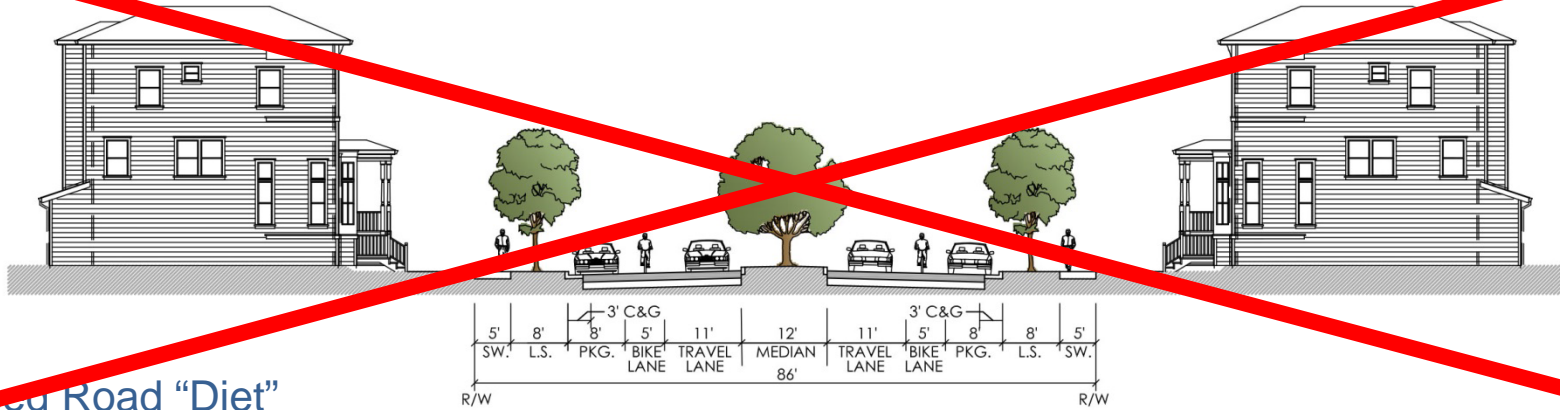 3' C&G 3' C&G
5' 8' 8' 5' 11' 12' 11' 5' 8' 8' 5'
SW. L.S. PKG. BIKE LANE TRAVEL LANE MEDIAN TRAVEL LANE BIKE LANE PKG. L.S. SW.
86'
R/W R/W
Road “Diet”